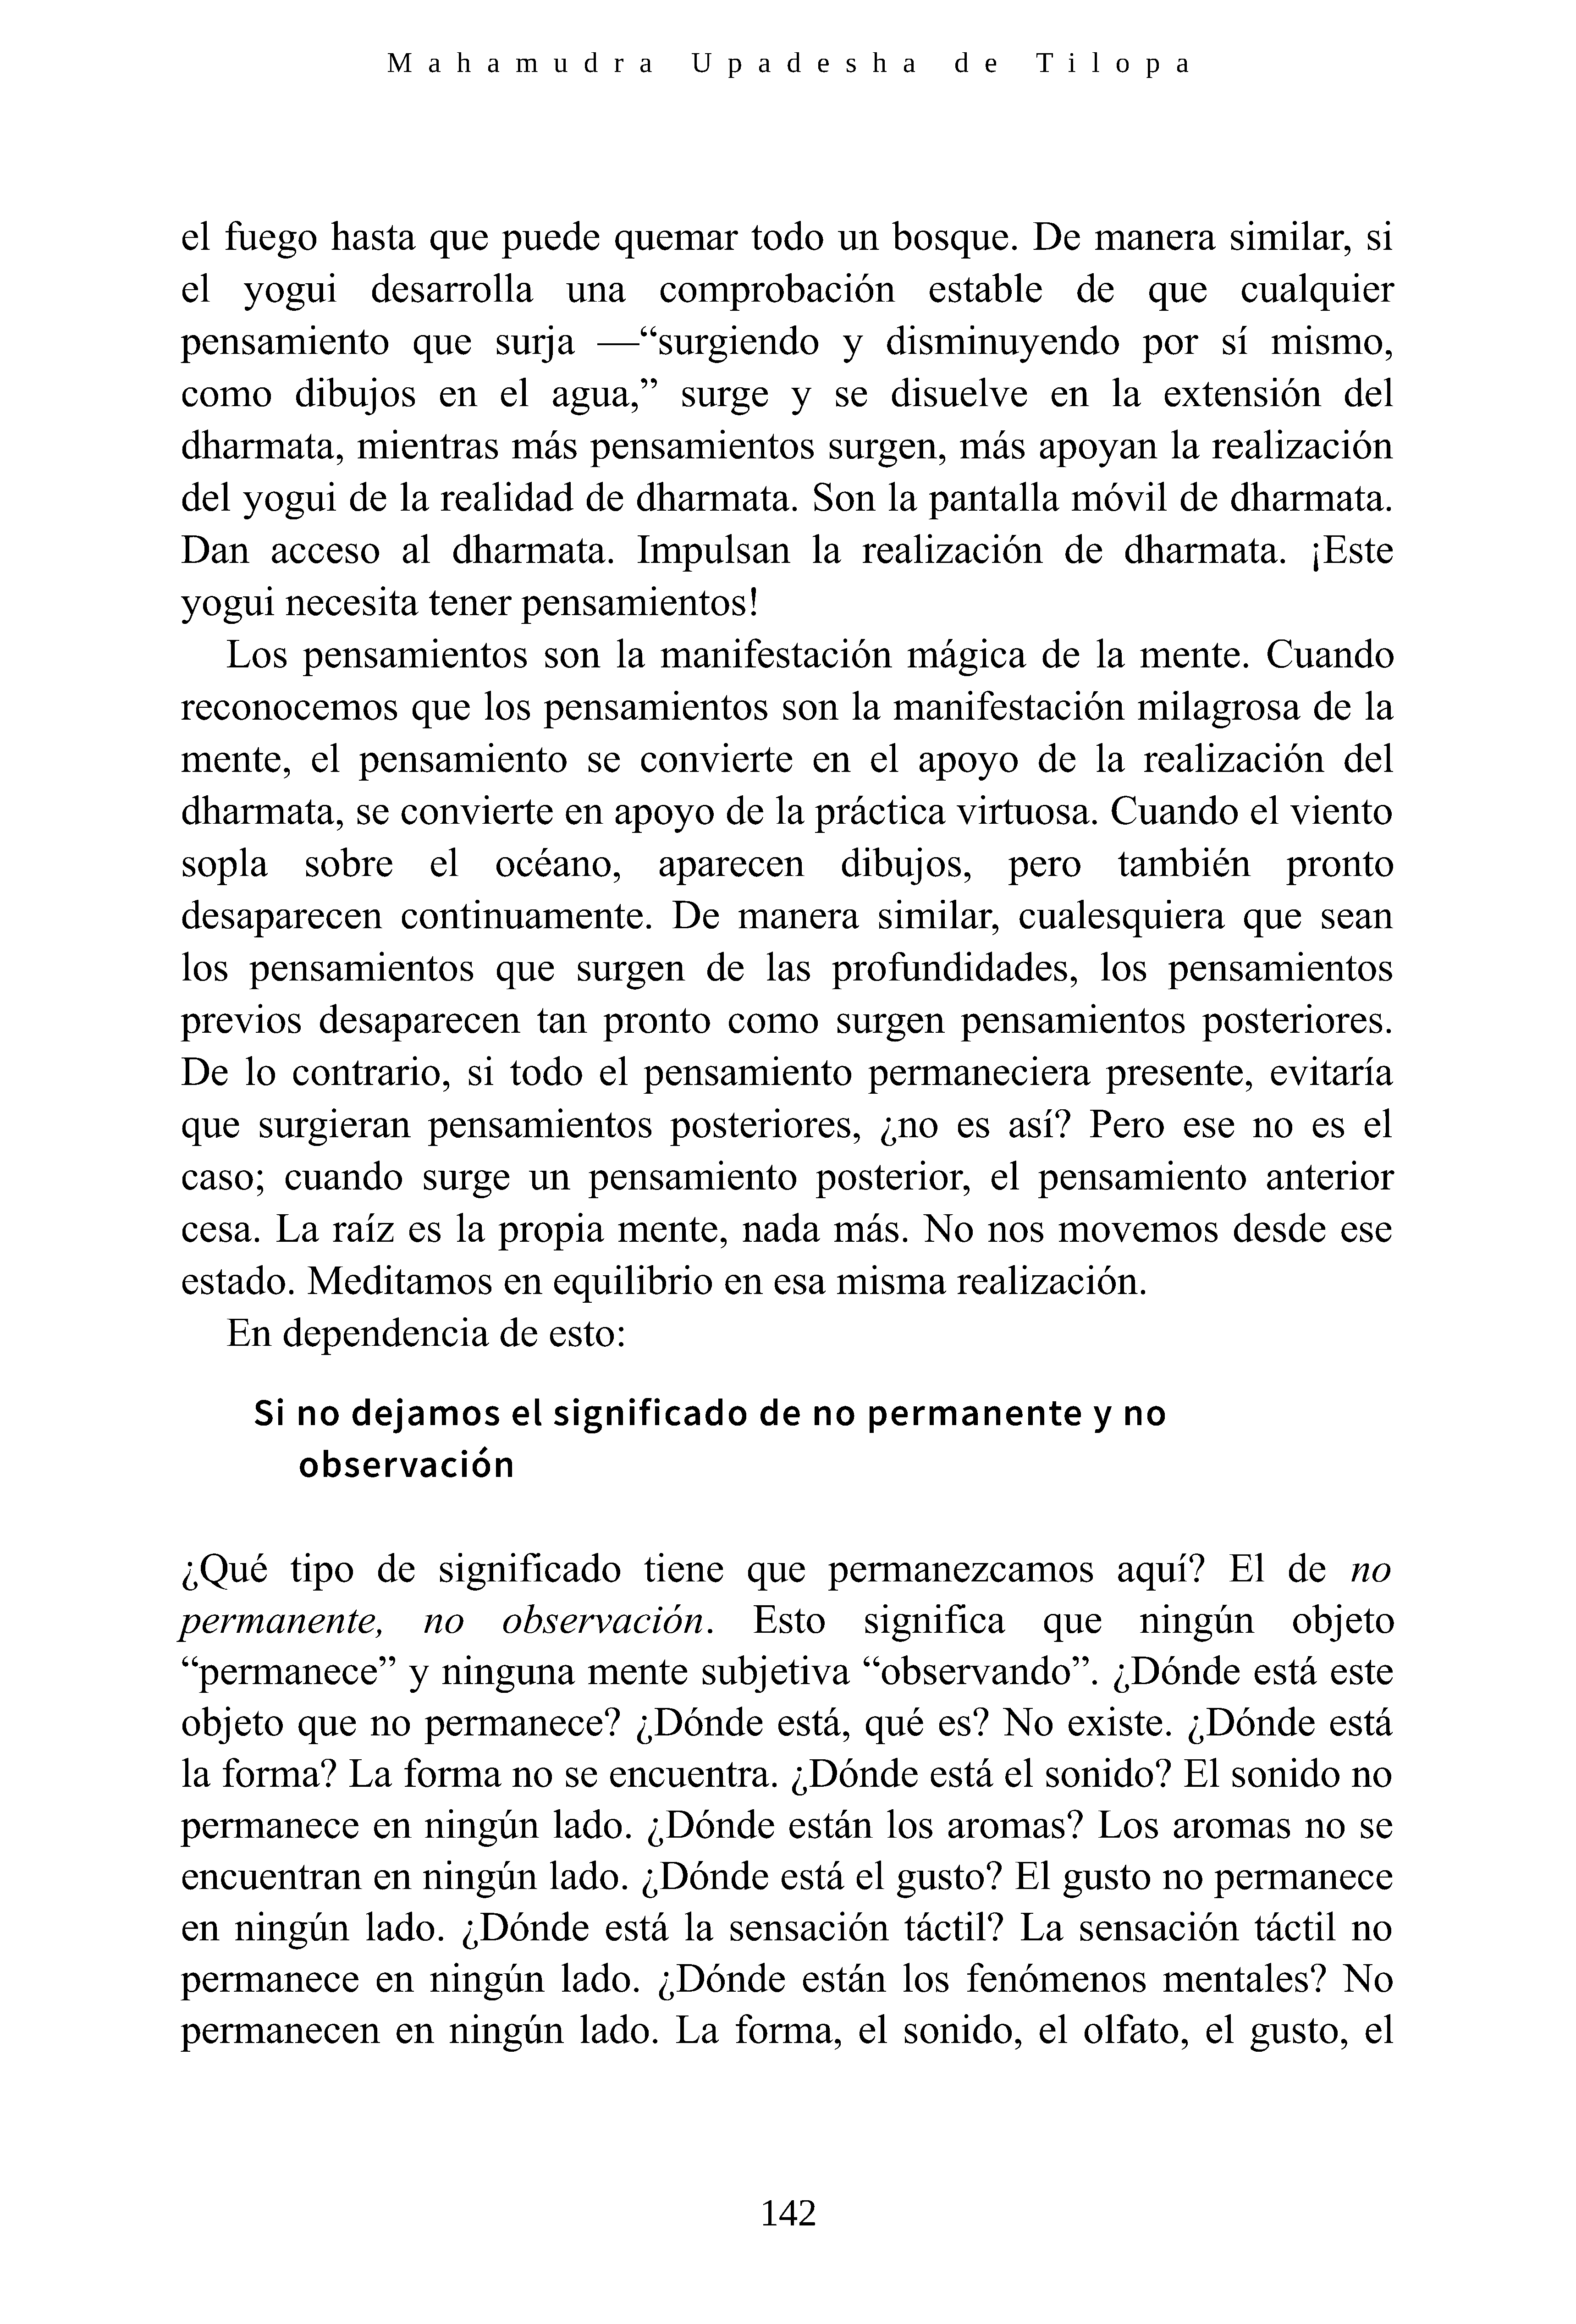 Mahamudra Upadesha de Tilopa
el fuego hasta que puede quemar todo un bosque. De manera similar, si
el yogui desarrolla una comprobación estable de que cualquier
pensamiento que surja —“surgiendo y disminuyendo por sí mismo,
como dibujos en el agua,” surge y se disuelve en la extensión del
dharmata, mientras más pensamientos surgen, más apoyan la realización
del yogui de la realidad de dharmata. Son la pantalla móvil de dharmata.
Dan acceso al dharmata. Impulsan la realización de dharmata. ¡Este
yogui necesita tener pensamientos!
Los pensamientos son la manifestación mágica de la mente. Cuando
reconocemos que los pensamientos son la manifestación milagrosa de la
mente, el pensamiento se convierte en el apoyo de la realización del
dharmata, se convierte en apoyo de la práctica virtuosa. Cuando el viento
sopla sobre el océano, aparecen dibujos, pero también pronto
desaparecen continuamente. De manera similar, cualesquiera que sean
los pensamientos que surgen de las profundidades, los pensamientos
previos desaparecen tan pronto como surgen pensamientos posteriores.
De lo contrario, si todo el pensamiento permaneciera presente, evitaría
que surgieran pensamientos posteriores, ¿no es así? Pero ese no es el
caso; cuando surge un pensamiento posterior, el pensamiento anterior
cesa. La raíz es la propia mente, nada más. No nos movemos desde ese
estado. Meditamos en equilibrio en esa misma realización.
En dependencia de esto:
Si no dejamos el significado de no permanente y no
observación
¿Qué tipo de significado tiene que permanezcamos aquí? El de no
permanente, no observación. Esto significa que ningún objeto
“permanece” y ninguna mente subjetiva “observando”. ¿Dónde está este
objeto que no permanece? ¿Dónde está, qué es? No existe. ¿Dónde está
la forma? La forma no se encuentra. ¿Dónde está el sonido? El sonido no
permanece en ningún lado. ¿Dónde están los aromas? Los aromas no se
encuentran en ningún lado. ¿Dónde está el gusto? El gusto no permanece
en ningún lado. ¿Dónde está la sensación táctil? La sensación táctil no
permanece en ningún lado. ¿Dónde están los fenómenos mentales? No
permanecen en ningún lado. La forma, el sonido, el olfato, el gusto, el
142